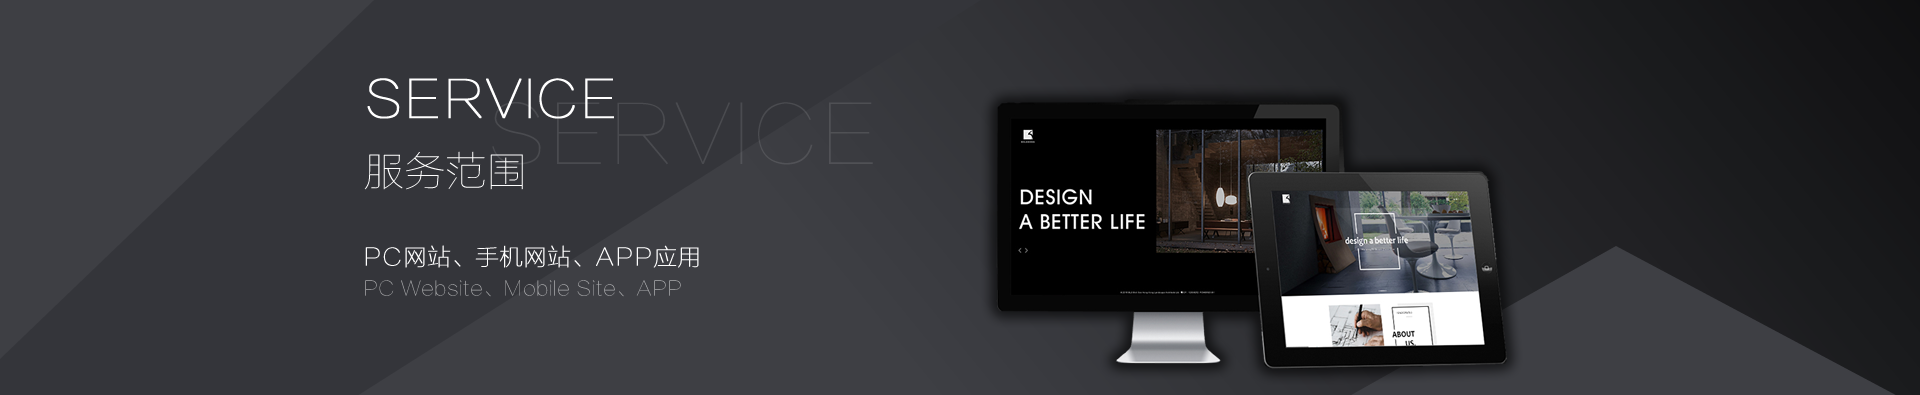 SERVICE
SERVICE
服务范围
PC网站、手机网站、APP应用
PC Website、Mobile Site、APP
DESIGN
A BETTER LIFE
design a better life
ABOUT
US.